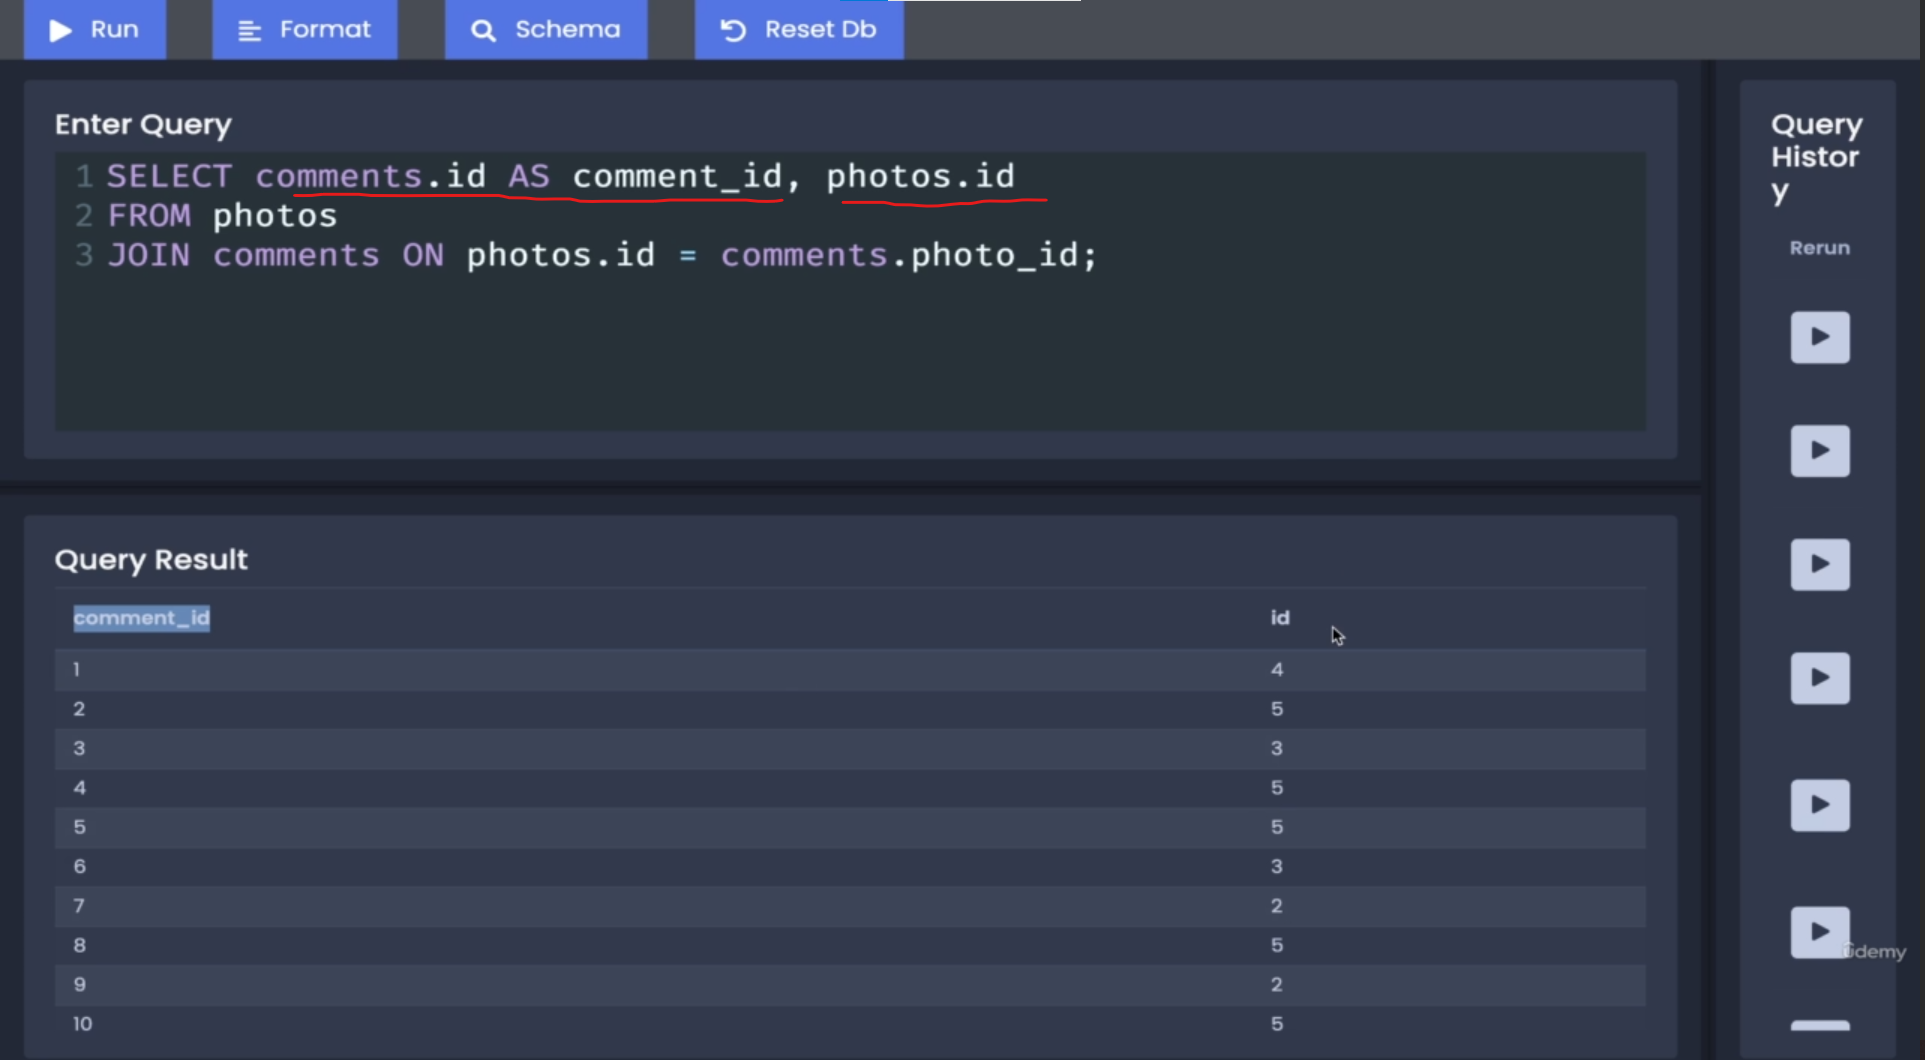 Run
Format
Schema
Reset Db
Enter Query
1 SELECT comments.id AS comment_id, photos.id
2 FROM photos
3 JOIN comments ON photos.id = comments.photo_id;
Query Result
comment_id id
1 4
2 5
3 3
4 5
5 5
6 3
7 2
8 5
9 2
10 5
Query
Histor
y
Rerun
ûdemy